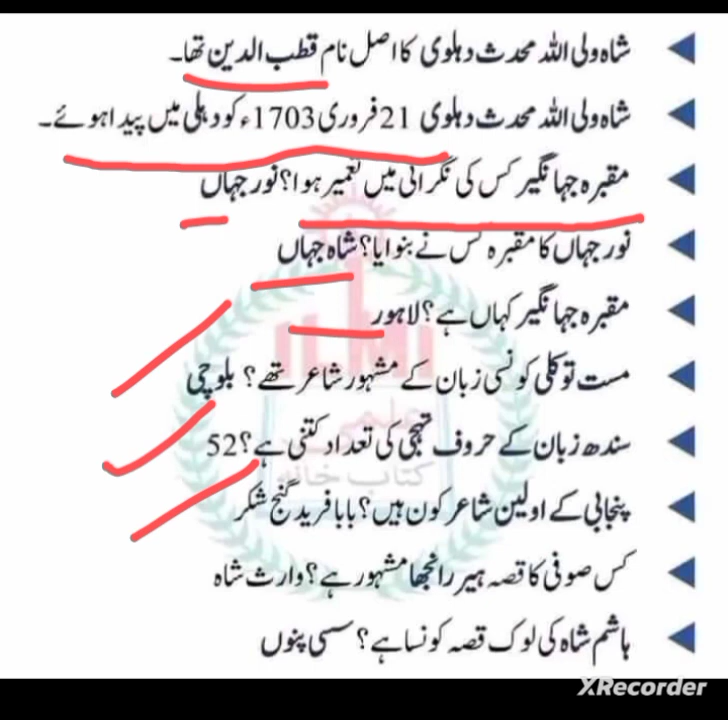 شاہ ولی اللہ محدث دہلوی کا اصل نام قطب الدین تھا۔
شاہ ولی اللہ محدث دہلوی 21 فروری 1703ء کو دہلی میں پیدا ہوئے۔
مقبرہ جہانگیر کس کی نگرانی میں تعمیر ہوا؟ نور جہاں
نور جہاں کا مقبرہ کس نے بنوایا؟ شاہ جہاں
مقبرہ جہانگیر کہاں ہے؟ لاہور
مست توکلی کونسی زبان کے مشہور شاعر تھے؟ بلوچی
سندھ زبان کے حروف تہجی کی تعداد کتنی ہے؟ 52
پنجابی کے اولین شاعر کون ہیں؟ بابا فرید گنج شکر
کس صوفی کا قصہ ہیر رانجھا مشہور ہے؟ وارث شاہ
ہاشم شاہ کی لوک قصہ کونسا ہے؟ سسی پنوں
علمی
کتاب خانہ
XRecorder